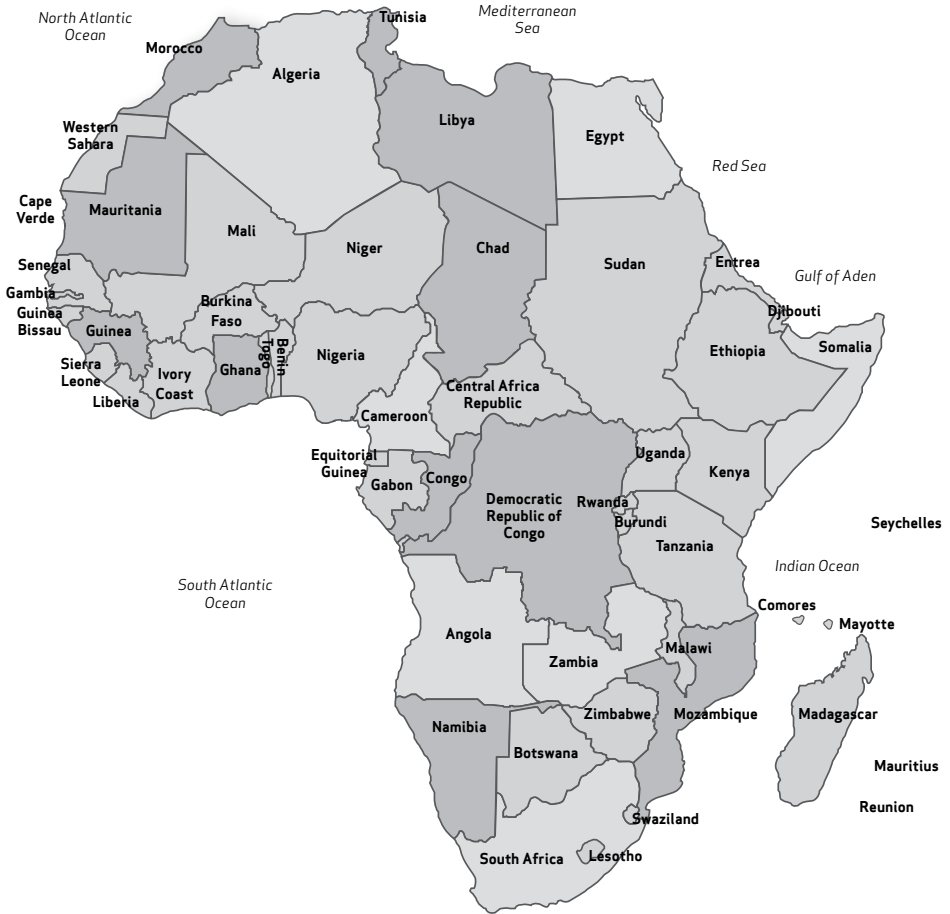 North Atlantic
Ocean
Mediterranean
Sea
Tunisia
Morocco
Algeria
Libya
Egypt
Western
Sahara
Red Sea
Cape
Verde
Mauritania
Mali
Niger
Chad
Sudan
Entrea
Gulf of Aden
Senegal
Gambia
Guinea
Bissau
Guinea
Burkina
Faso
Djibouti
Sierra
Leone
Liberia
Ivory
Coast
Ghana
Togo
Benin
Nigeria
Ethiopia
Somalia
Central Africa
Republic
Cameroon
Equitorial
Guinea
Gabon
Congo
Democratic
Republic of
Congo
Uganda
Kenya
Rwanda
Burundi
Tanzania
Seychelles
Indian Ocean
South Atlantic
Ocean
Comores
Mayotte
Angola
Zambia
Malawi
Namibia
Zimbabwe
Mozambique
Madagascar
Botswana
Mauritius
Reunion
Swaziland
South Africa
Lesotho